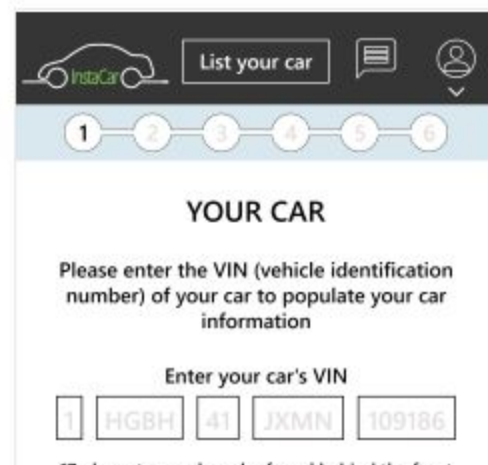 InstaCar
List your car
1 2 3 4 5 6
YOUR CAR
Please enter the VIN (vehicle identification
number) of your car to populate your car
information
Enter your car's VIN
1 HGBH 41 JXMN 109186